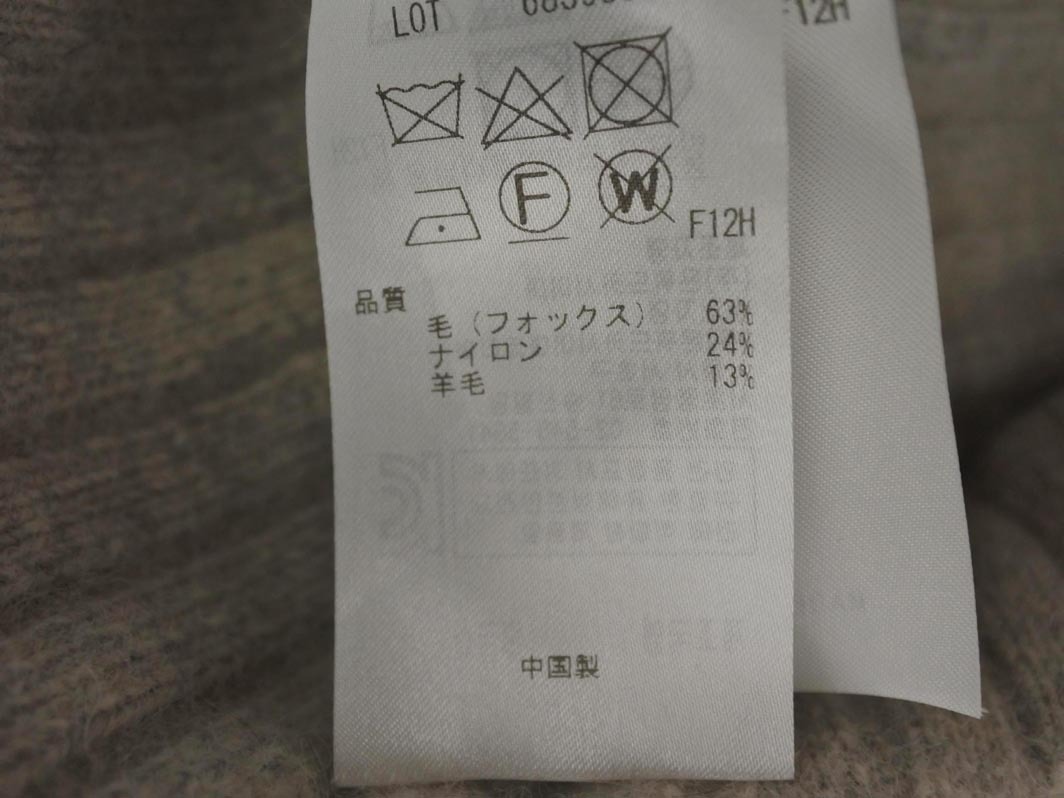 LOT
F12H
F
W
F12H
品質
毛 (フォックス) 63%
ナイロン 24%
羊毛 13%
中国製